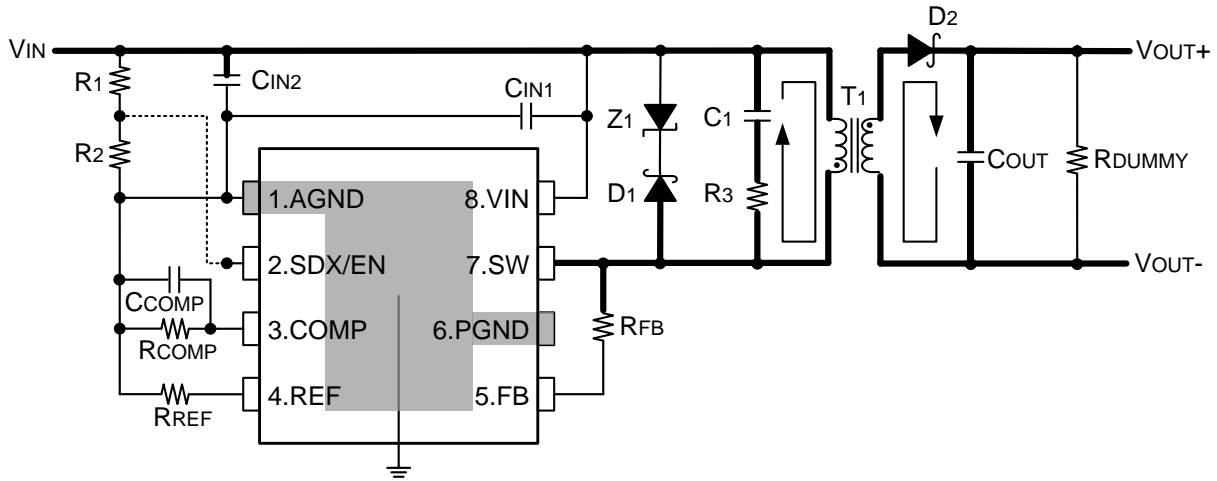 D2
VIN
VOUT+
R1
CIN2
CIN1
Z1
C1
T1
R2
COUT
RDUMMY
1.AGND
8.VIN
D1
R3
2.SDX/EN
7.SW
VOUT-
CCOMP
3.COMP
6.PGND
RFB
RCOMP
4.REF
5.FB
RREF